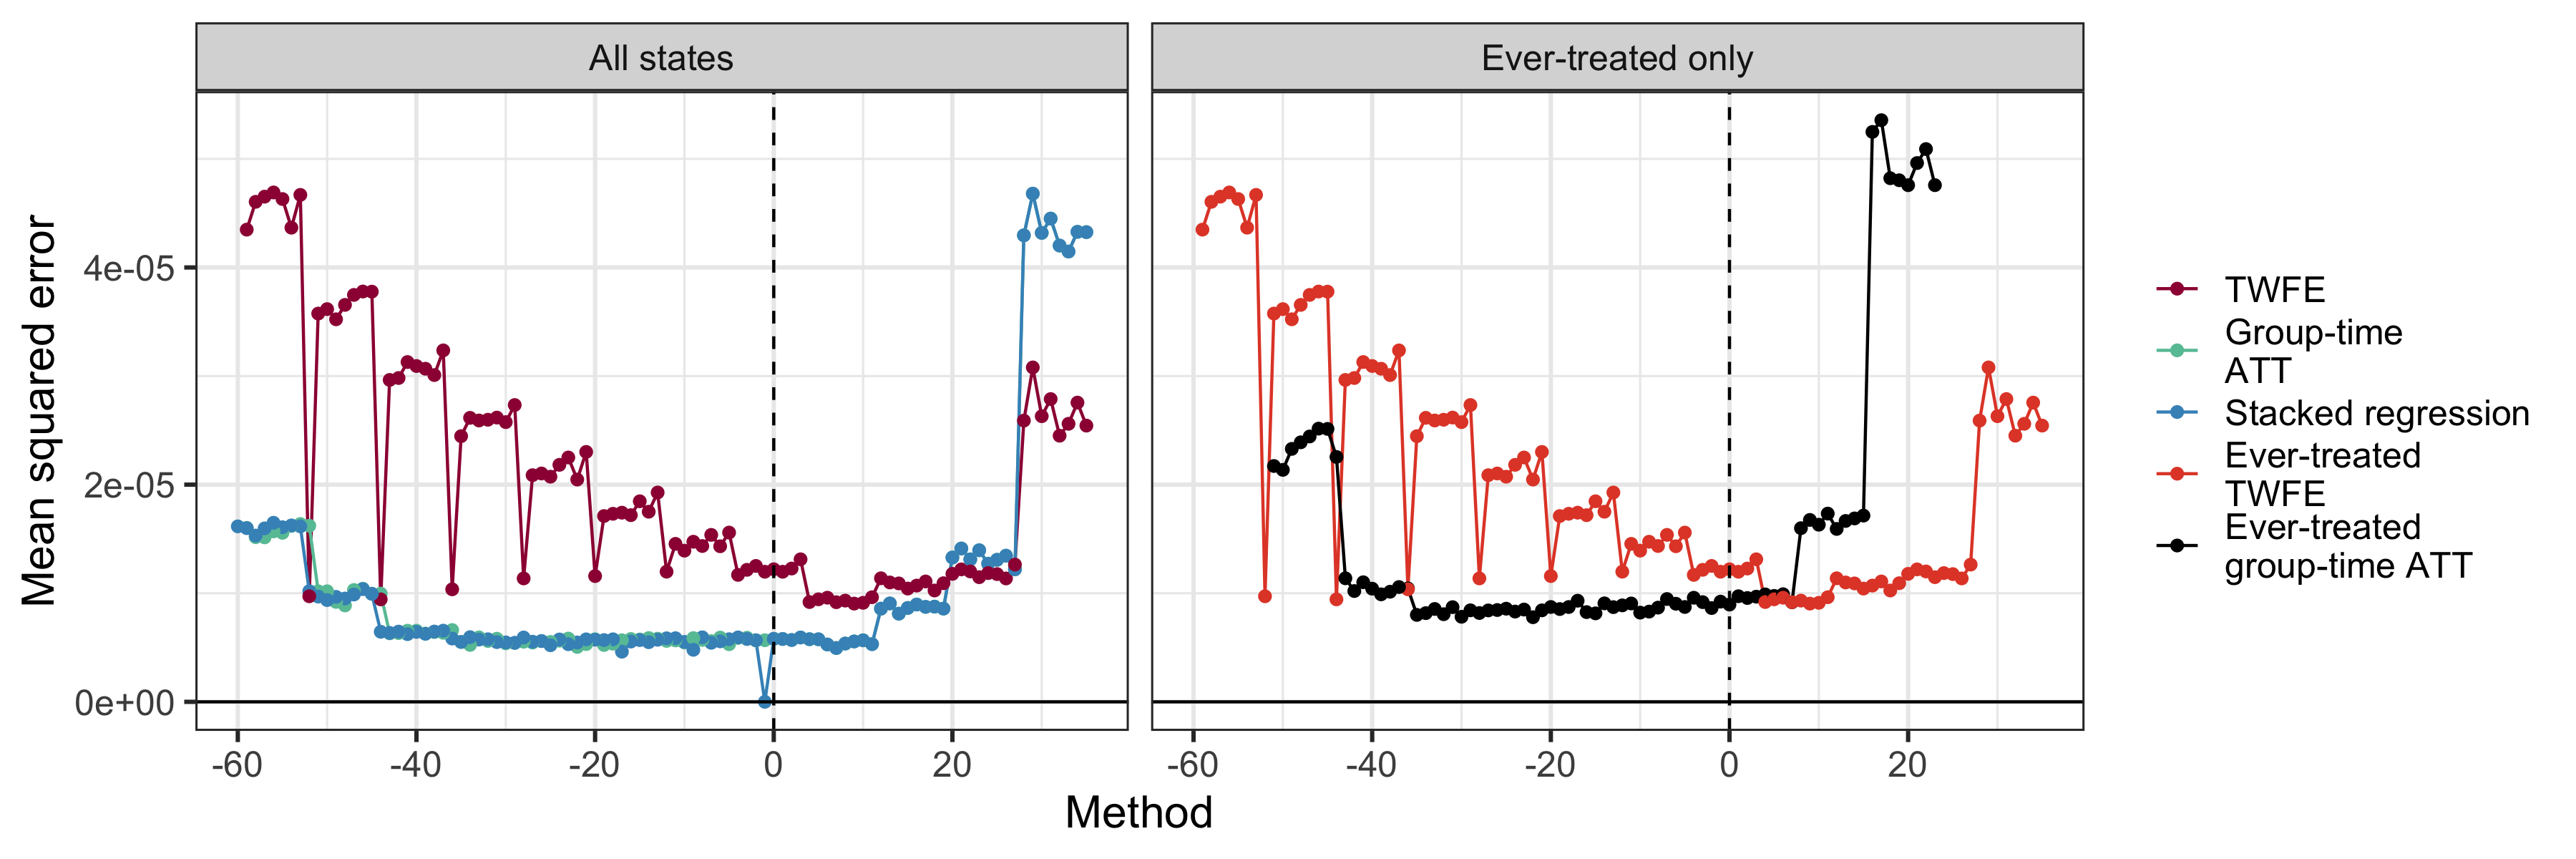 All states
Ever-treated only
Mean squared error
4e-05
2e-05
0e+00
-60
-40
-20
0
20
-60
-40
-20
0
20
Method
TWFE
Group-time
ATT
Stacked regression
Ever-treated
TWFE
Ever-treated
group-time ATT